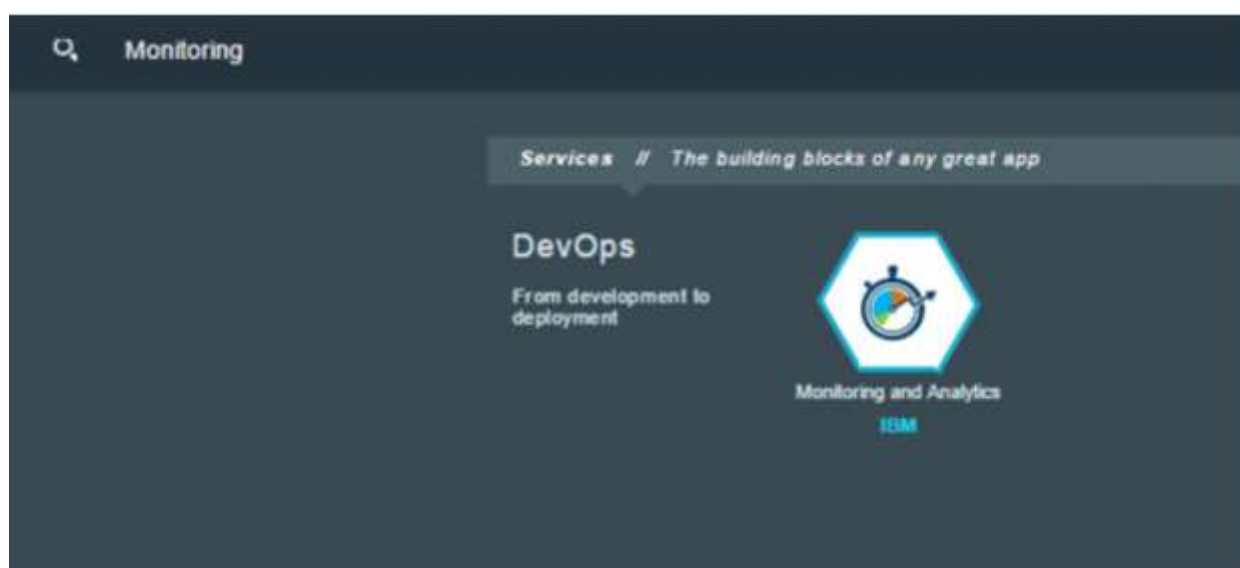 Monitoring
Services // The building blocks of any great app
DevOps
From development to
deployment
Monitoring and Analytics
IBM